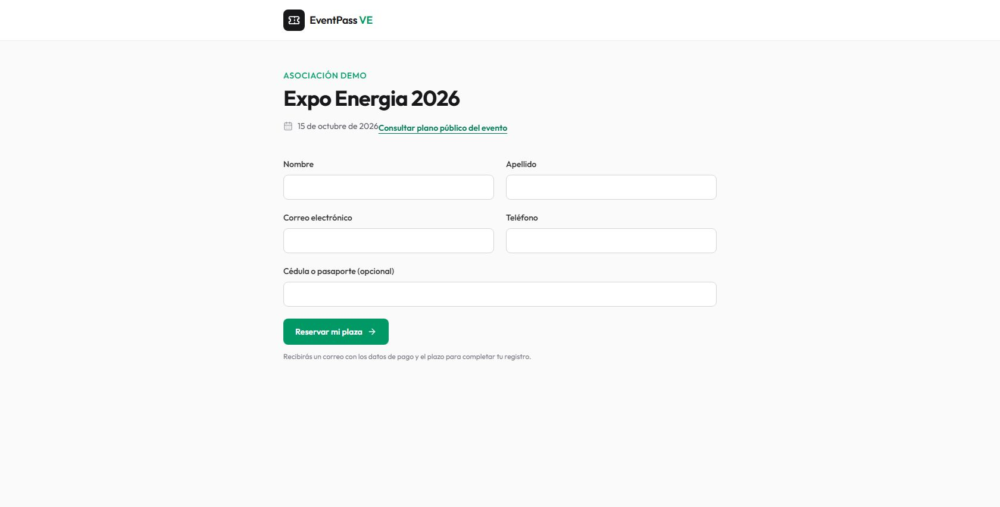 EventPass VE
ASOCIACIÓN DEMO
Expo Energia 2026
15 de octubre de 2026Consultar plano público del evento
Nombre
Apellido
Correo electrónico
Teléfono
Cédula o pasaporte (opcional)
Reservar mi plaza
Recibirás un correo con los datos de pago y el plazo para completar tu registro.